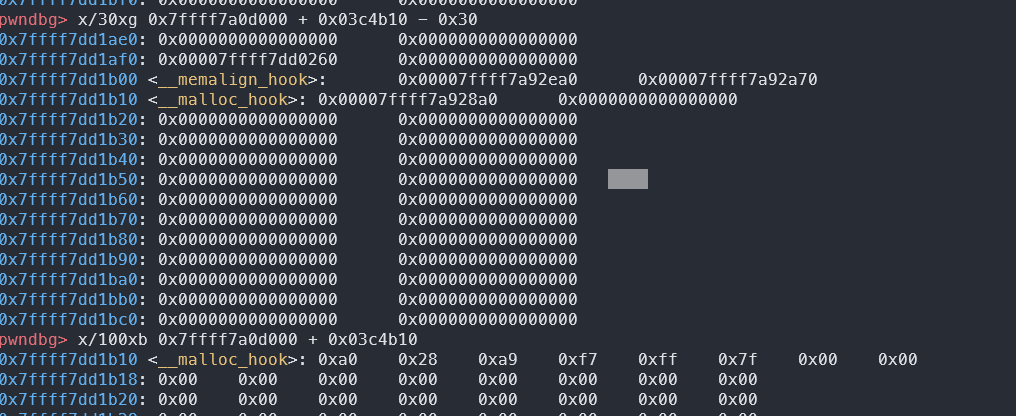 pwndbg> x/30xg 0x7ffff7a0d000 + 0x03c4b10 - 0x30
0x7ffff7dd1ae0: 0x0000000000000000 0x0000000000000000
0x7ffff7dd1af0: 0x00007ffff7dd0260 0x0000000000000000
0x7ffff7dd1b00 <__memalign_hook>: 0x00007ffff7a92ea0 0x00007ffff7a92a70
0x7ffff7dd1b10 <__malloc_hook>: 0x00007ffff7a928a0 0x0000000000000000
0x7ffff7dd1b20: 0x0000000000000000 0x0000000000000000
0x7ffff7dd1b30: 0x0000000000000000 0x0000000000000000
0x7ffff7dd1b40: 0x0000000000000000 0x0000000000000000
0x7ffff7dd1b50: 0x0000000000000000 0x0000000000000000
0x7ffff7dd1b60: 0x0000000000000000 0x0000000000000000
0x7ffff7dd1b70: 0x0000000000000000 0x0000000000000000
0x7ffff7dd1b80: 0x0000000000000000 0x0000000000000000
0x7ffff7dd1b90: 0x0000000000000000 0x0000000000000000
0x7ffff7dd1ba0: 0x0000000000000000 0x0000000000000000
0x7ffff7dd1bb0: 0x0000000000000000 0x0000000000000000
0x7ffff7dd1bc0: 0x0000000000000000 0x0000000000000000
pwndbg> x/100xb 0x7ffff7a0d000 + 0x03c4b10
0x7ffff7dd1b10 <__malloc_hook>: 0xa0 0x28 0xa9 0xf7 0xff 0x7f 0x00 0x00
0x7ffff7dd1b18: 0x00 0x00 0x00 0x00 0x00 0x00 0x00 0x00
0x7ffff7dd1b20: 0x00 0x00 0x00 0x00 0x00 0x00 0x00 0x00